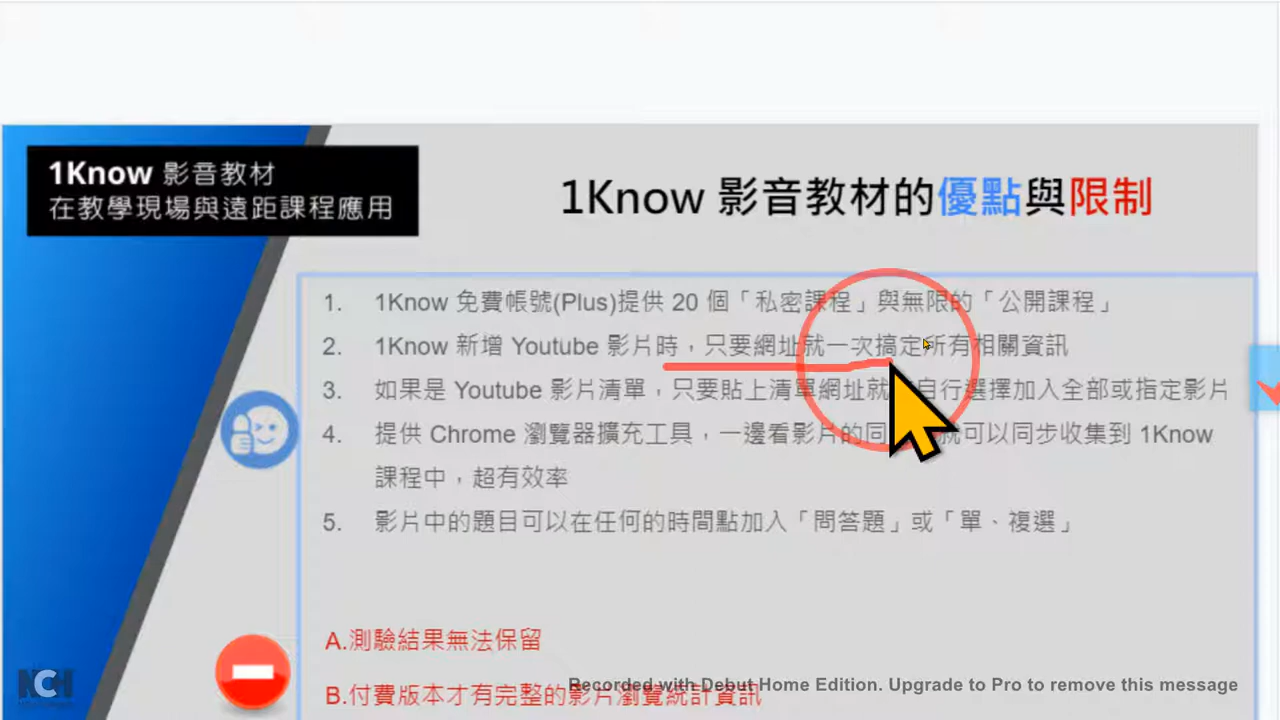 1Know 影音教材
在教學現場與遠距課程應用
1Know 影音教材的優點與限制
1. 1Know 免費帳號(Plus)提供 20 個「私密課程」與無限的「公開課程」
2. 1Know 新增 Youtube 影片時，只要網址就一次搞定所有相關資訊
3. 如果是 Youtube 影片清單，只要貼上清單網址就 自行選擇加入全部或指定影片
4. 提供 Chrome 瀏覽器擴充工具，一邊看影片的同 就可以同步收集到 1Know
課程中，超有效率
5. 影片中的題目可以在任何的時間點加入「問答題」或「單、複選」
A.測驗結果無法保留
B.付費版本才有完整的影片瀏覽統計資訊
NCH
Recorded with Debut Home Edition. Upgrade to Pro to remove this message